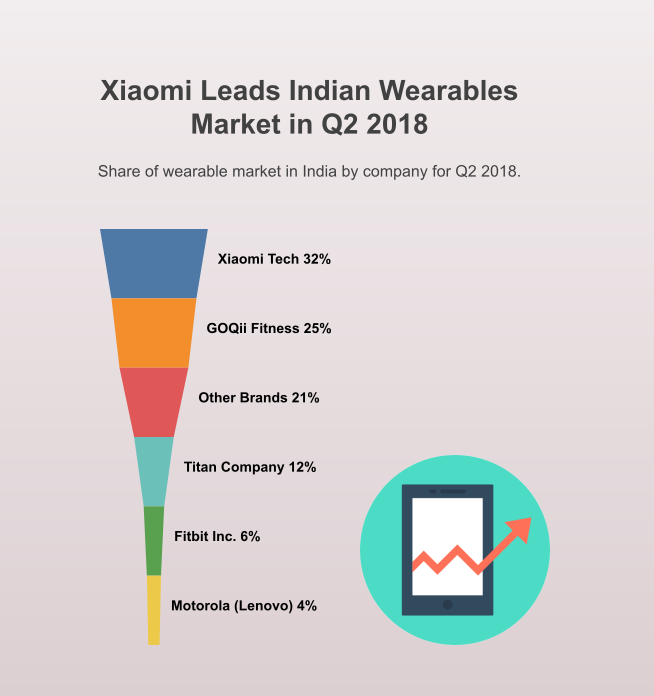 Xiaomi Leads Indian Wearables
Market in Q2 2018
Share of wearable market in India by company for Q2 2018.
Xiaomi Tech 32%
GOQii Fitness 25%
Other Brands 21%
Titan Company 12%
Fitbit Inc. 6%
Motorola (Lenovo) 4%